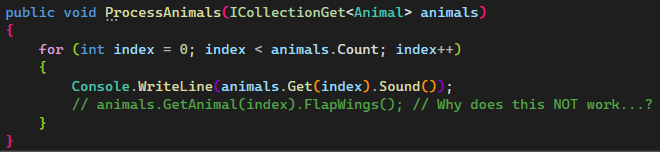 public void ProcessAnimals(ICollectionGet<Animal> animals)
{
    for (int index = 0; index < animals.Count; index++)
    {
        Console.WriteLine(animals.Get(index).Sound());
        // animals.GetAnimal(index).FlapWings(); // Why does this NOT work...?
    }
}